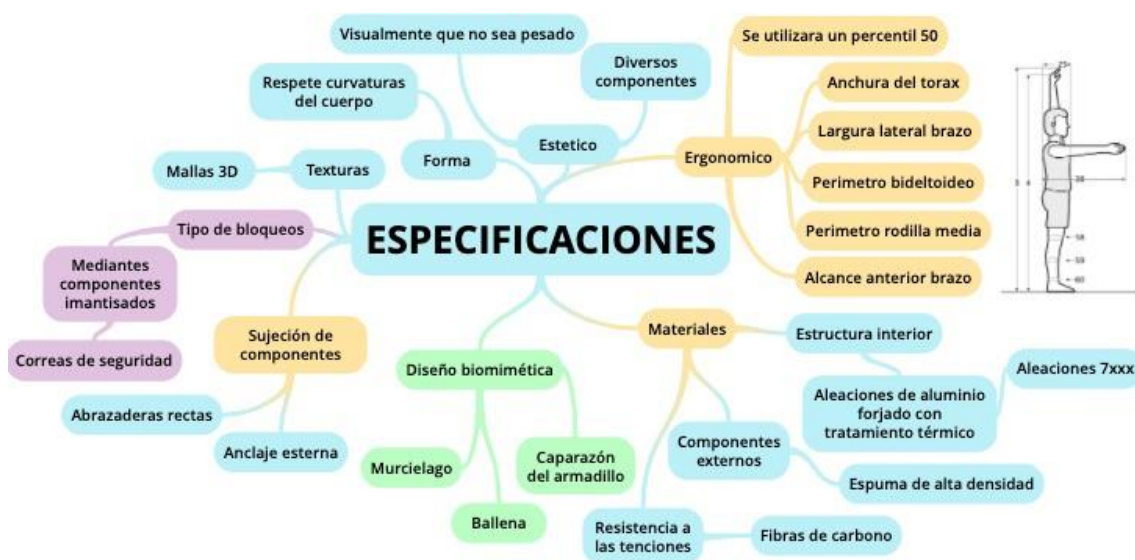 Visualmente que no sea pesado
Se utilizara un percentil 50
Diversos
componentes
Respete curvaturas
del cuerpo
Anchura del torax
Forma
Estetico
Ergonomico
Largura lateral brazo
Mallas 3D
Texturas
Perimetro bideltoideo
Tipo de bloqueos
ESPECIFICACIONES
Perimetro rodilla media
Mediantes
componentes
imantisados
Alcance anterior brazo
Correas de seguridad
Sujeción de
componentes
Materiales
Estructura interior
Diseño biomimética
Aleaciones 7xxx
Abrazaderas rectas
Aleaciones de aluminio
forjado con
tratamiento térmico
Anclaje esterna
Componentes
externos
Murcielago
Caparazón
del armadillo
Espuma de alta densidad
Ballena
Resistencia a
las tenciones
Fibras de carbono
38
58
59
60